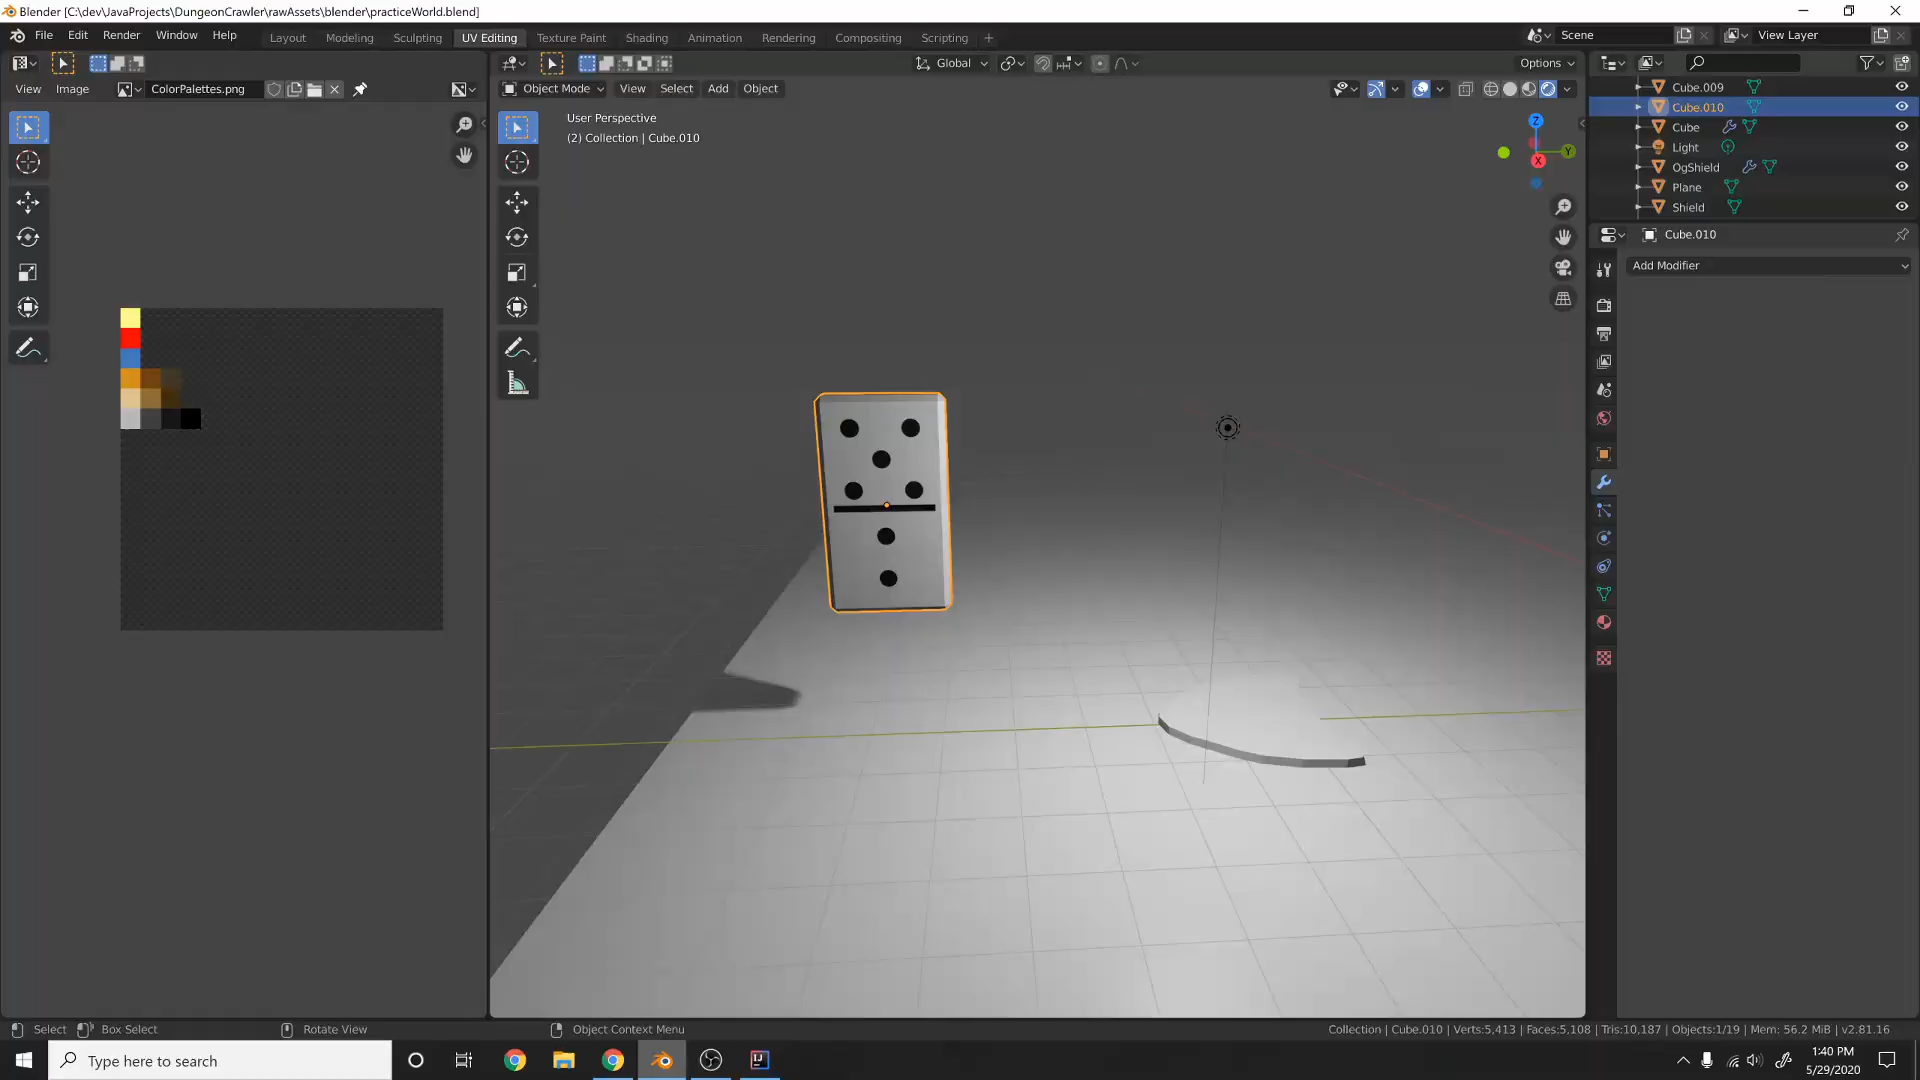 Blender [C:\dev\JavaProjects\DungeonCrawler\rawAssets\blender\practiceWorld.blend]
File Edit Render Window Help Layout Modeling Sculpting UV Editing Texture Paint Shading Animation Rendering Compositing Scripting + Scene View Layer
Global Options
View Image ColorPalettes.png Object Mode View Select Add Object
User Perspective
(2) Collection | Cube.010
Z
Y
X
Cube.009
Cube.010
Cube
Light
OgShield
Plane
Shield
Cube.010
Add Modifier
Select Box Select Rotate View Object Context Menu Collection | Cube.010 | Verts:5,413 | Faces:5,108 | Tris:10,187 | Objects:1/19 | Mem: 56.2 MiB | v2.81.16
Type here to search
1:40 PM
5/29/2020